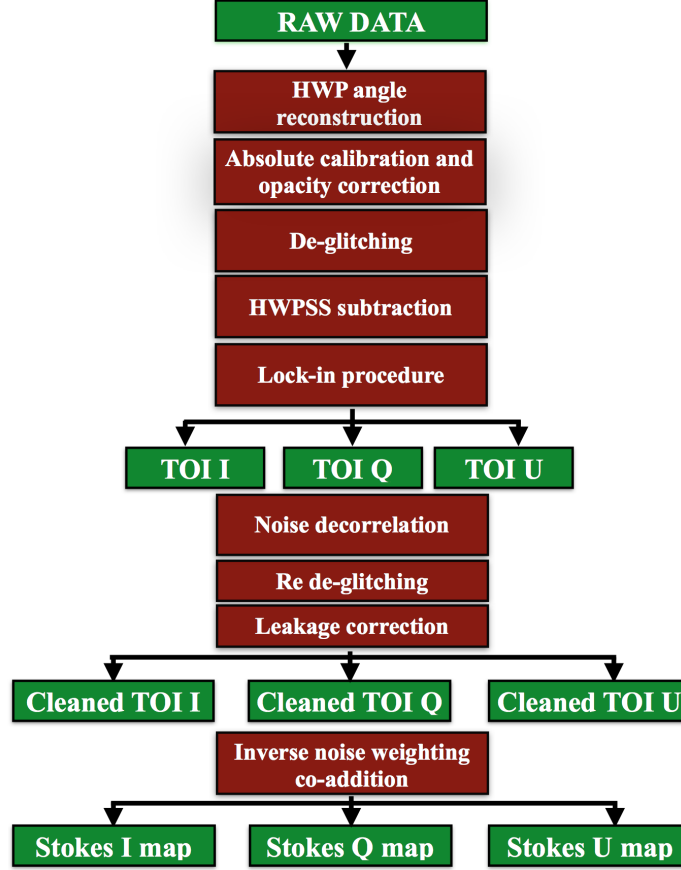 RAW DATA
HWP angle
reconstruction
Absolute calibration and
opacity correction
De-glitching
HWPSS subtraction
Lock-in procedure
TOI I
TOI Q
TOI U
Noise decorrelation
Re de-glitching
Leakage correction
Cleaned TOI I
Cleaned TOI Q
Cleaned TOI U
Inverse noise weighting
co-addition
Stokes I map
Stokes Q map
Stokes U map